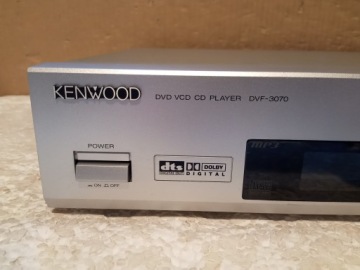 KENWOOD DVD VCD CD PLAYER DVF-3070
POWER
ON OFF
dts DOLBY
DIGITAL
MP3